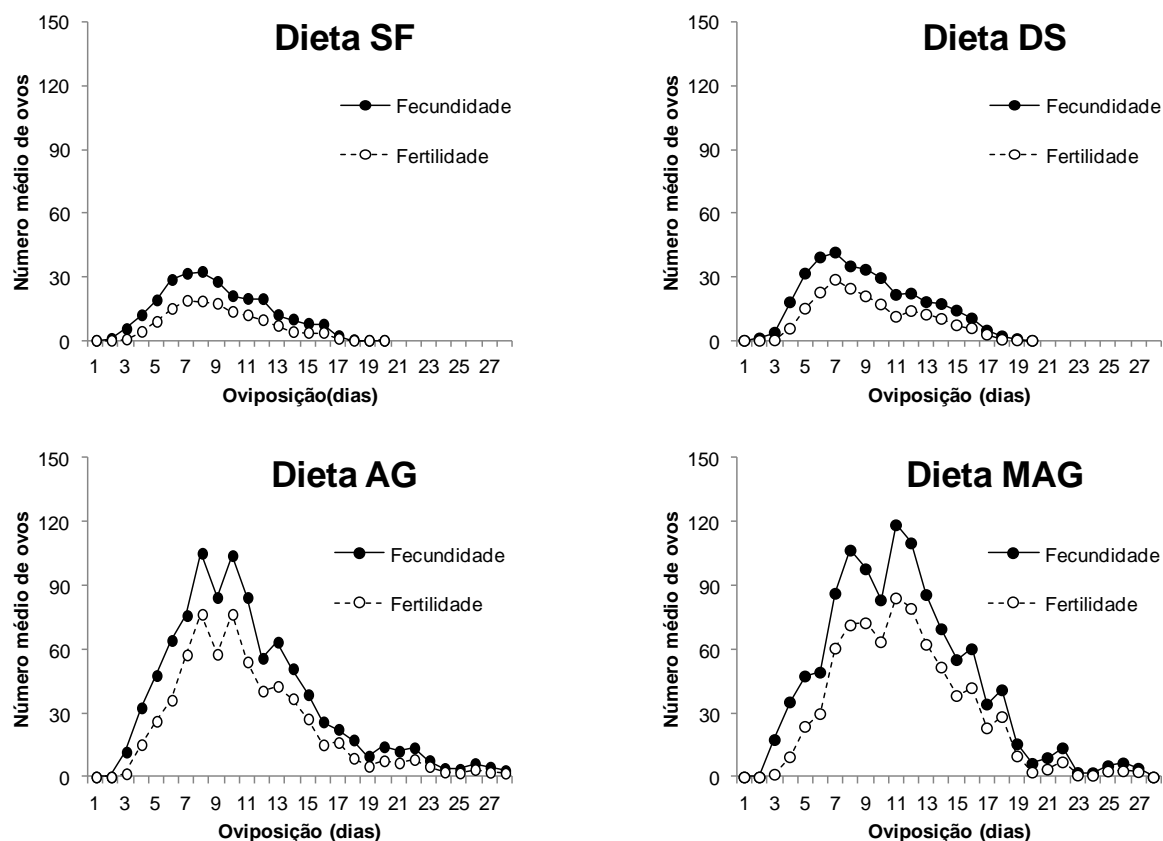 Dieta SF
Número médio de ovos
150
120
90
60
30
0
Fecundidade
Fertilidade
1 3 5 7 9 11 13 15 17 19 21 23 25 27
Oviposição(dias)
Dieta DS
Número médio de ovos
150
120
90
60
30
0
Fecundidade
Fertilidade
1 3 5 7 9 11 13 15 17 19 21 23 25 27
Oviposição (dias)
Dieta AG
Número médio de ovos
150
120
90
60
30
0
Fecundidade
Fertilidade
1 3 5 7 9 11 13 15 17 19 21 23 25 27
Oviposição (dias)
Dieta MAG
Número médio de ovos
150
120
90
60
30
0
Fecundidade
Fertilidade
1 3 5 7 9 11 13 15 17 19 21 23 25 27
Oviposição (dias)